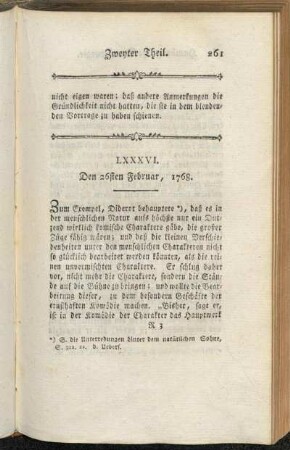 Zweyter Theil. 261
nicht eigen waren; daß andere Anmerkungen die
Gründlichkeit nicht hatten, die sie in dem blenden-
den Vortrage zu haben schienen.
LXXXVI.
Den 26sten Februar, 1768.
Zum Exempel, Diderot behauptete *), daß es in
der menschlichen Natur aufs höchste nur ein Du-
tzend wirklich komische Charaktere gäbe, die großer
Züge fähig wären; und daß die kleinen Verschie-
denheiten unter den menschlichen Charakteren nicht
so glücklich bearbeitet werden könnten, als die rei-
nen unvermischten Charaktere. Er schlug daher
vor, nicht mehr die Charaktere, sondern die Stän-
de auf die Bühne zu bringen; und wollte die Bear-
beitung dieser, zu dem besondern Geschäfte der
ernsthaften Komödie machen. „Bisher, sagt er,
ist in der Komödie der Charakter das Hauptwerk
R 3
*) S. die Unterredungen hinter dem natürlichen Sohne,
S. 321. 22. d. Uebers.